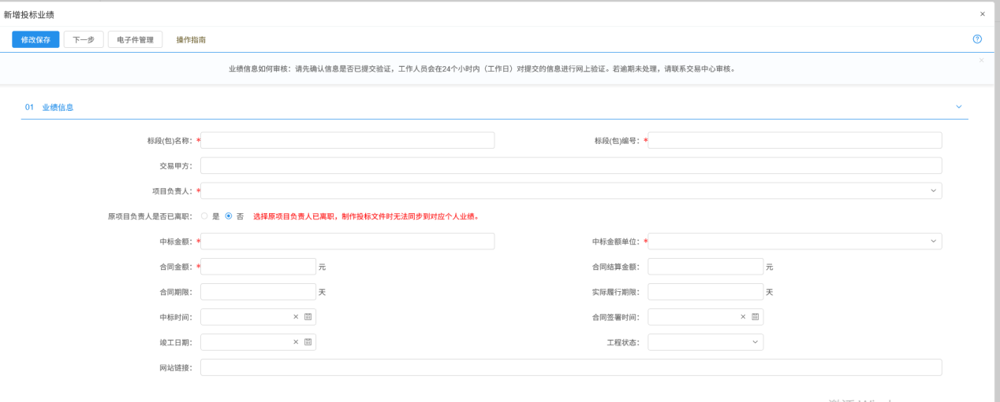 新增投标业绩 ×
修改保存 下一步 电子件管理 操作指南
业绩信息如何审核：请先确认信息是否已提交验证，工作人员会在24个小时内（工作日）对提交的信息进行网上验证。若逾期未处理，请联系交易中心审核。
01 业绩信息
标段(包)名称：* 标段(包)编号：*
交易甲方：
项目负责人：*
原项目负责人是否已离职： 是 否 选择原项目负责人已离职，制作投标文件时无法同步到对应个人业绩。
中标金额：* 中标金额单位：*
合同金额：* 元 合同结算金额： 元
合同期限： 天 实际履行期限： 天
中标时间： 合同签署时间：
竣工日期： 工程状态：
网站链接：